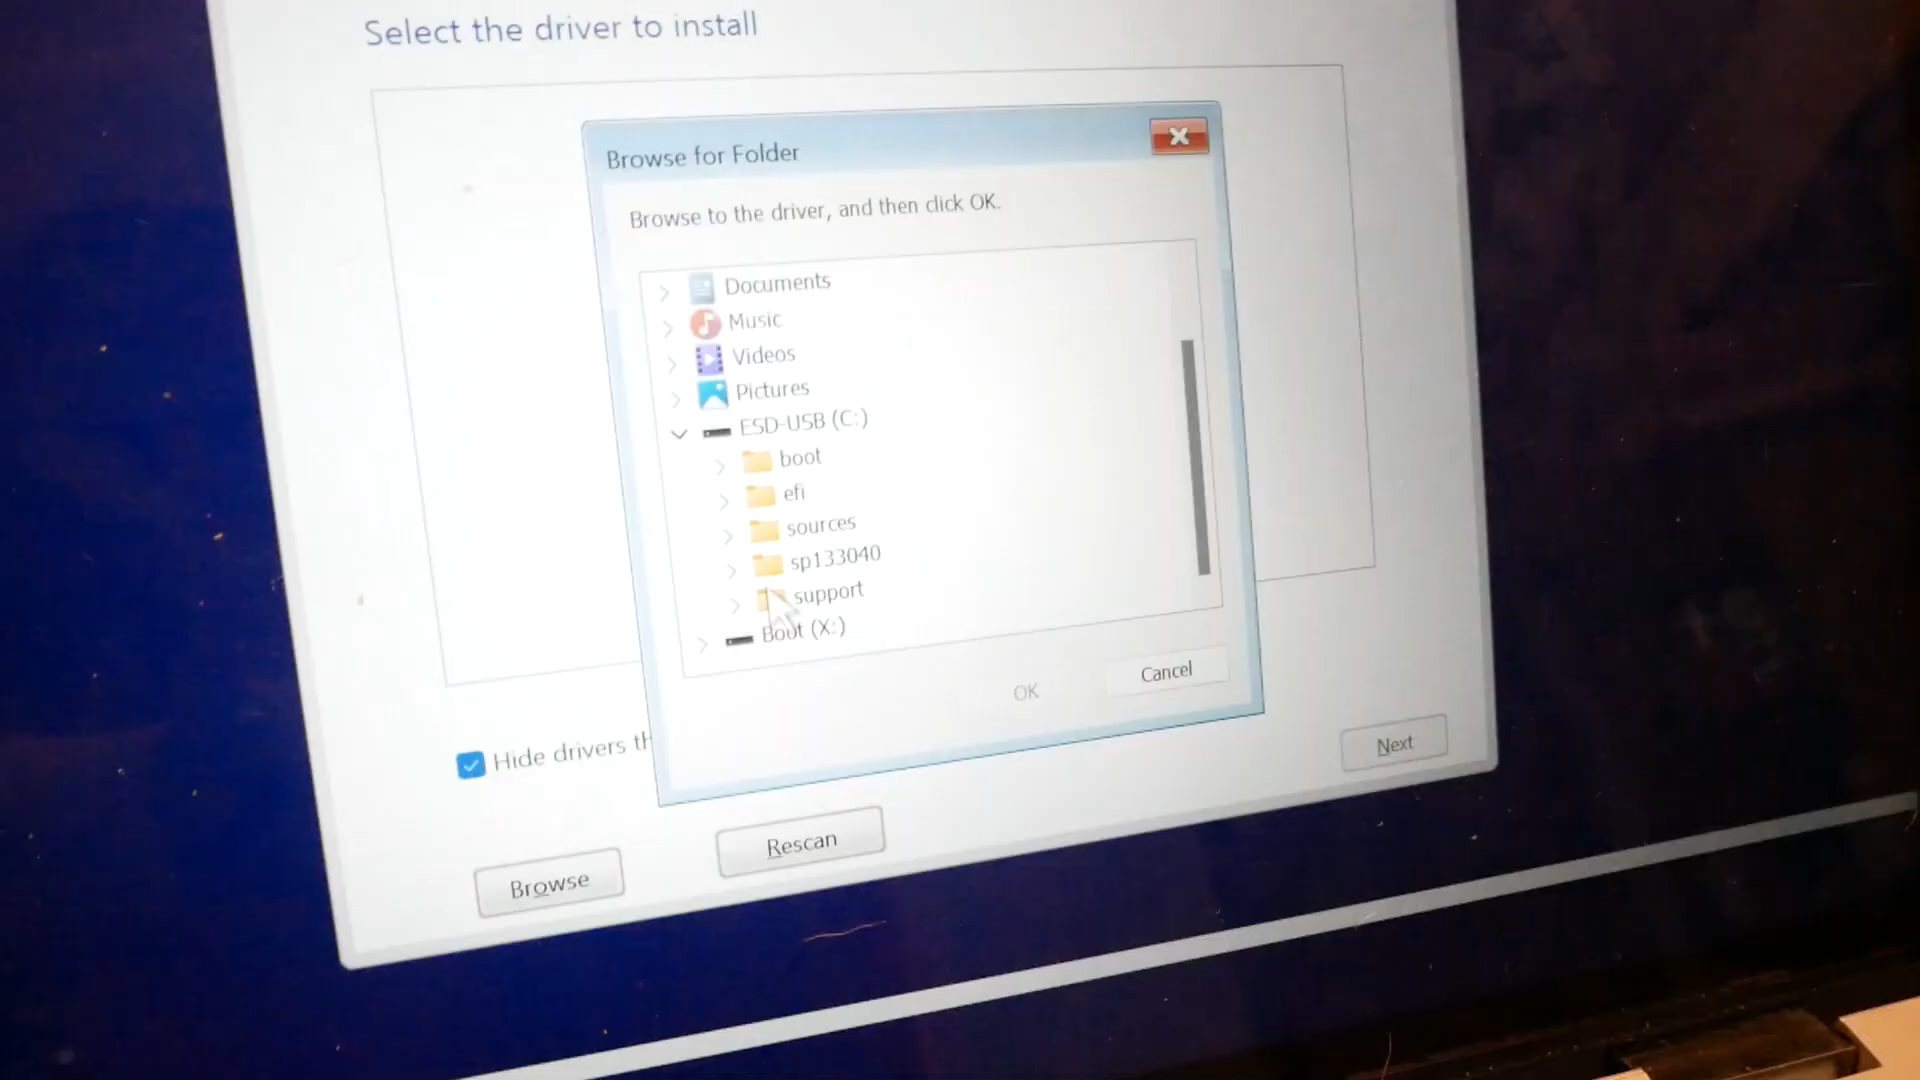 Select the driver to install
Browse for Folder
Browse to the driver, and then click OK.
Documents
Music
Videos
Pictures
ESD-USB (C:)
boot
efi
sources
sp133040
support
Boot (X:)
OK
Cancel
Hide drivers th
Next
Browse
Rescan